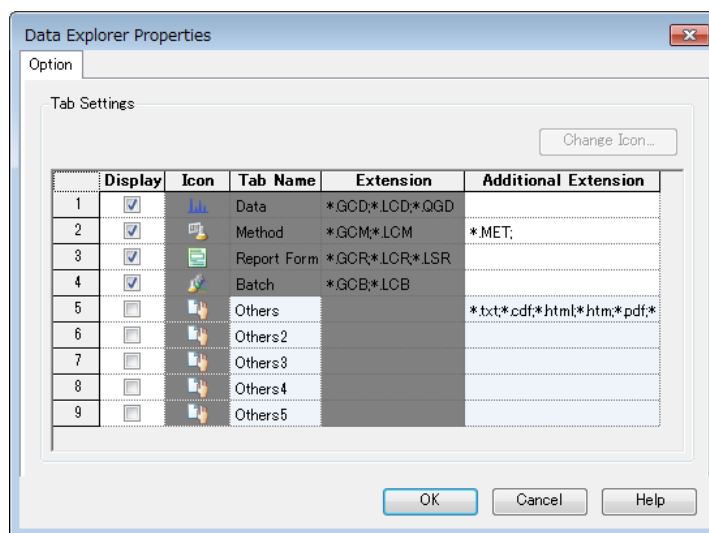 Data Explorer Properties
Option
Tab Settings
Change Icon...
Display Icon Tab Name Extension Additional Extension
1 Data *.GCD;*.LCD;*.QGD
2 Method *.GCM;*.LCM *.MET;
3 Report Form *.GCR;*.LCR;*.LSR
4 Batch *.GCB;*.LCB
5 Others *.txt;*.cdf;*.html;*.htm;*.pdf;*
6 Others2
7 Others3
8 Others4
9 Others5
OK Cancel Help